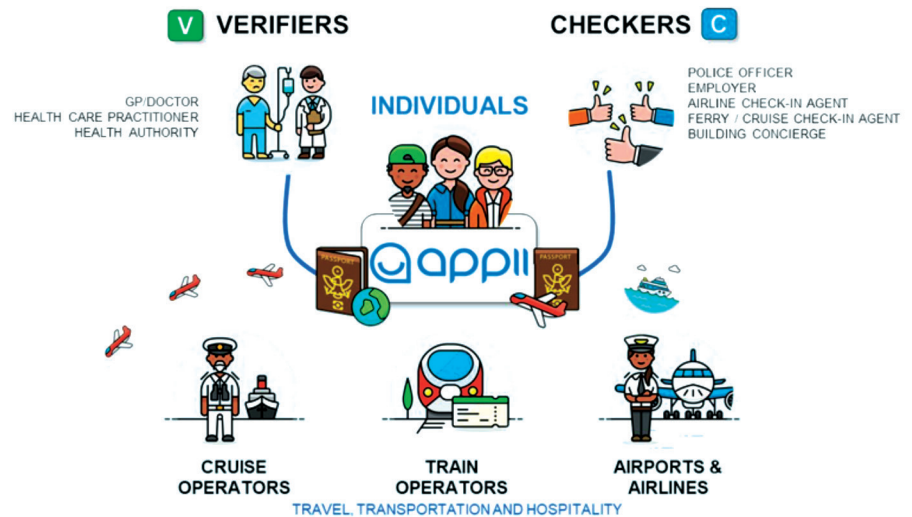 V VERIFIERS
CHECKERS C
GP/DOCTOR
HEALTH CARE PRACTITIONER
HEALTH AUTHORITY
INDIVIDUALS
POLICE OFFICER
EMPLOYER
AIRLINE CHECK-IN AGENT
FERRY / CRUISE CHECK-IN AGENT
BUILDING CONCIERGE
PASSPORT
appii
PASSPORT
CRUISE
OPERATORS
TRAIN
OPERATORS
AIRPORTS &
AIRLINES
TRAVEL, TRANSPORTATION AND HOSPITALITY